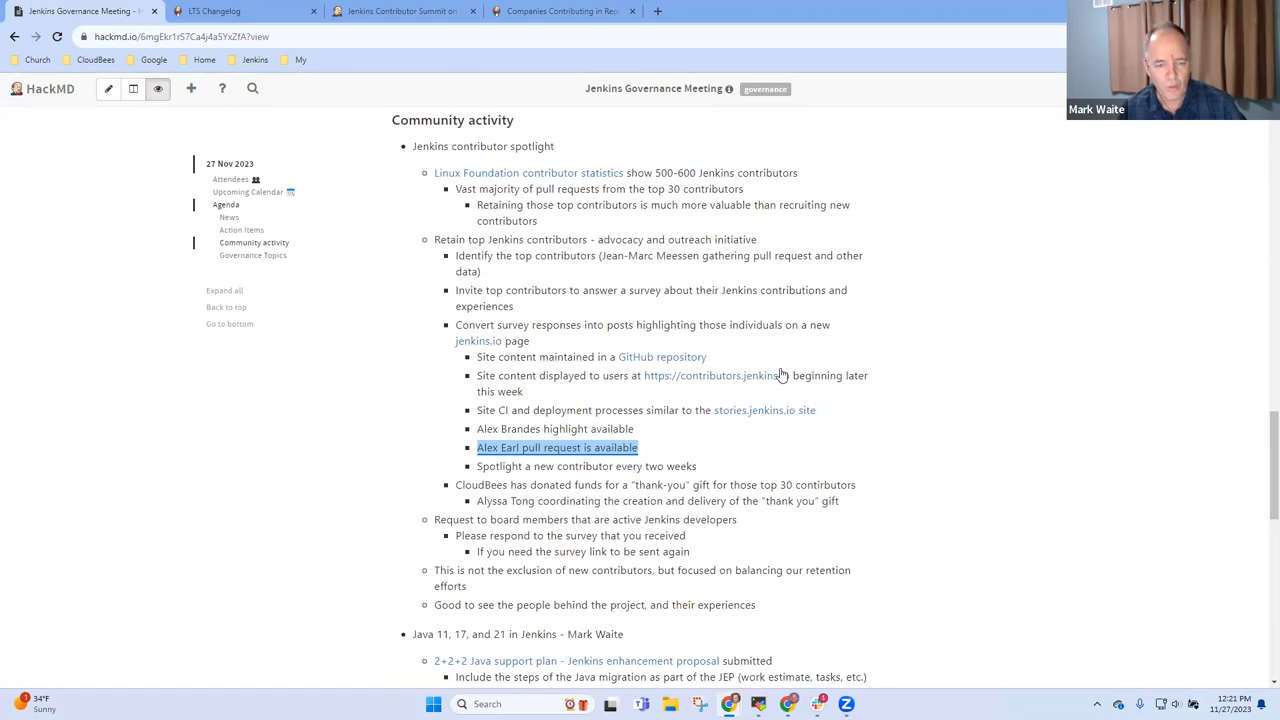 Jenkins Governance Meeting - H
LTS Changelog
Jenkins Contributor Summit on
Companies Contributing in Rep
hackmd.io/6mgEkr1rS7Ca4j4a5YxZfA?view
Church
CloudBees
Google
Home
Jenkins
My
HackMD
Jenkins Governance Meeting
governance
Mark Waite
27 Nov 2023
Attendees
Upcoming Calendar
Agenda
News
Action Items
Community activity
Governance Topics
Expand all
Back to top
Go to bottom
Community activity
Jenkins contributor spotlight
Linux Foundation contributor statistics show 500-600 Jenkins contributors
Vast majority of pull requests from the top 30 contributors
Retaining those top contributors is much more valuable than recruiting new
contributors
Retain top Jenkins contributors - advocacy and outreach initiative
Identify the top contributors (Jean-Marc Meessen gathering pull request and other
data)
Invite top contributors to answer a survey about their Jenkins contributions and
experiences
Convert survey responses into posts highlighting those individuals on a new
jenkins.io page
Site content maintained in a GitHub repository
Site content displayed to users at https://contributors.jenkins beginning later
this week
Site CI and deployment processes similar to the stories.jenkins.io site
Alex Brandes highlight available
Alex Earl pull request is available
Spotlight a new contributor every two weeks
CloudBees has donated funds for a "thank-you" gift for those top 30 contirbutors
Alyssa Tong coordinating the creation and delivery of the "thank you" gift
Request to board members that are active Jenkins developers
Please respond to the survey that you received
If you need the survey link to be sent again
This is not the exclusion of new contributors, but focused on balancing our retention
efforts
Good to see the people behind the project, and their experiences
Java 11, 17, and 21 in Jenkins - Mark Waite
2+2+2 Java support plan - Jenkins enhancement proposal submitted
Include the steps of the Java migration as part of the JEP (work estimate, tasks, etc.)
34°F
Sunny
Search
12:21 PM
11/27/2023